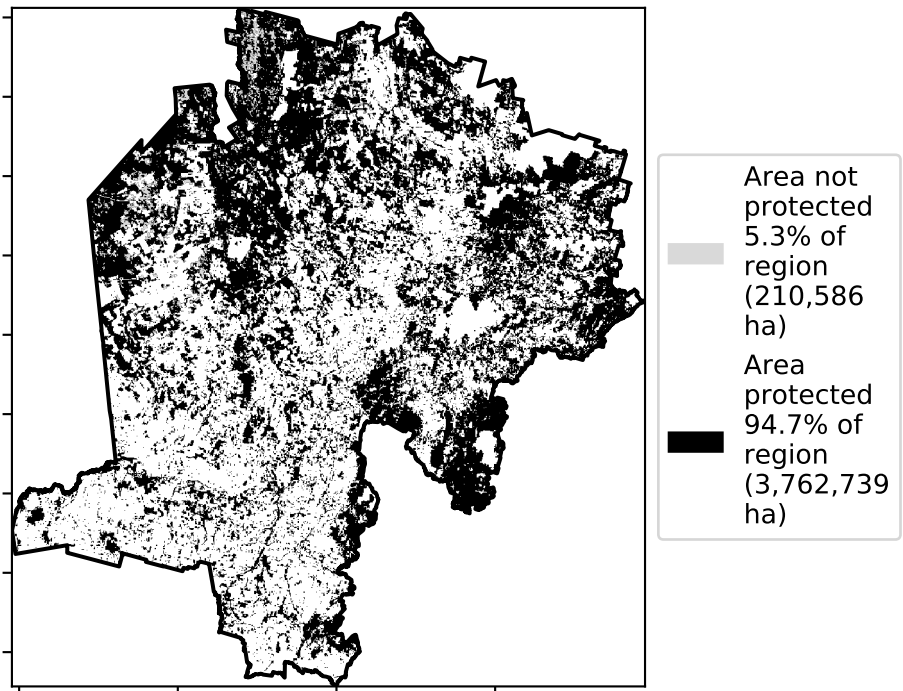 Area not
protected
5.3% of
region
(210,586
ha)
Area
protected
94.7% of
region
(3,762,739
ha)